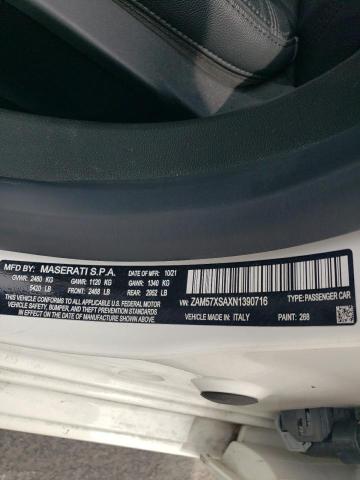 MFD BY: MASERATI S.P.A. DATE OF MFR: 10/21
GVWR: 2460 KG GAWR: 1120 KG GAWR: 1340 KG
5420 LB FRONT: 2468 LB REAR: 2952 LB
THIS VEHICLE CONFORMS TO ALL APPLICABLE U.S. FEDERAL MOTOR
VEHICLE SAFETY, BUMPER, AND THEFT PREVENTION STANDARDS
IN EFFECT ON THE DATE OF MANUFACTURE SHOWN ABOVE.
VIN: ZAM57XSAXN1390716
TYPE: PASSENGER CAR
MADE IN: ITALY PAINT: 268